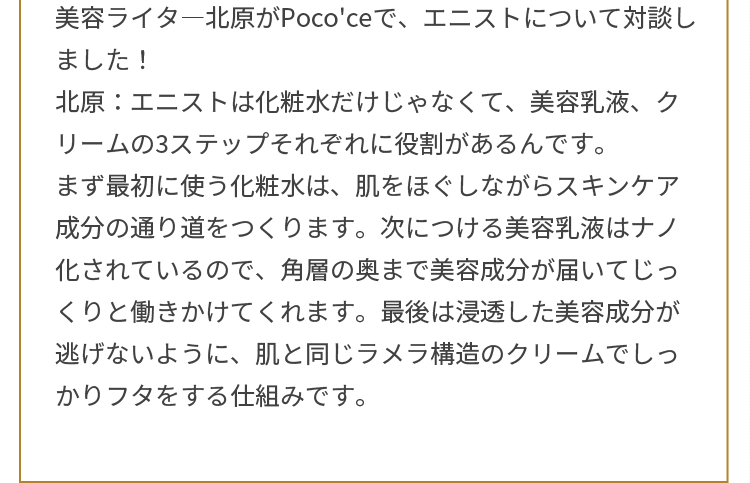 美容ライタ―北原がPoco'ceで、エニストについて対談し
ました！
北原：エニストは化粧水だけじゃなくて、美容乳液、ク
リームの3ステップそれぞれに役割があるんです。
まず最初に使う化粧水は、肌をほぐしながらスキンケア
成分の通り道をつくります。次につける美容乳液はナノ
化されているので、角層の奥まで美容成分が届いてじっ
くりと働きかけてくれます。最後は浸透した美容成分が
逃げないように、肌と同じラメラ構造のクリームでしっ
かりフタをする仕組みです。